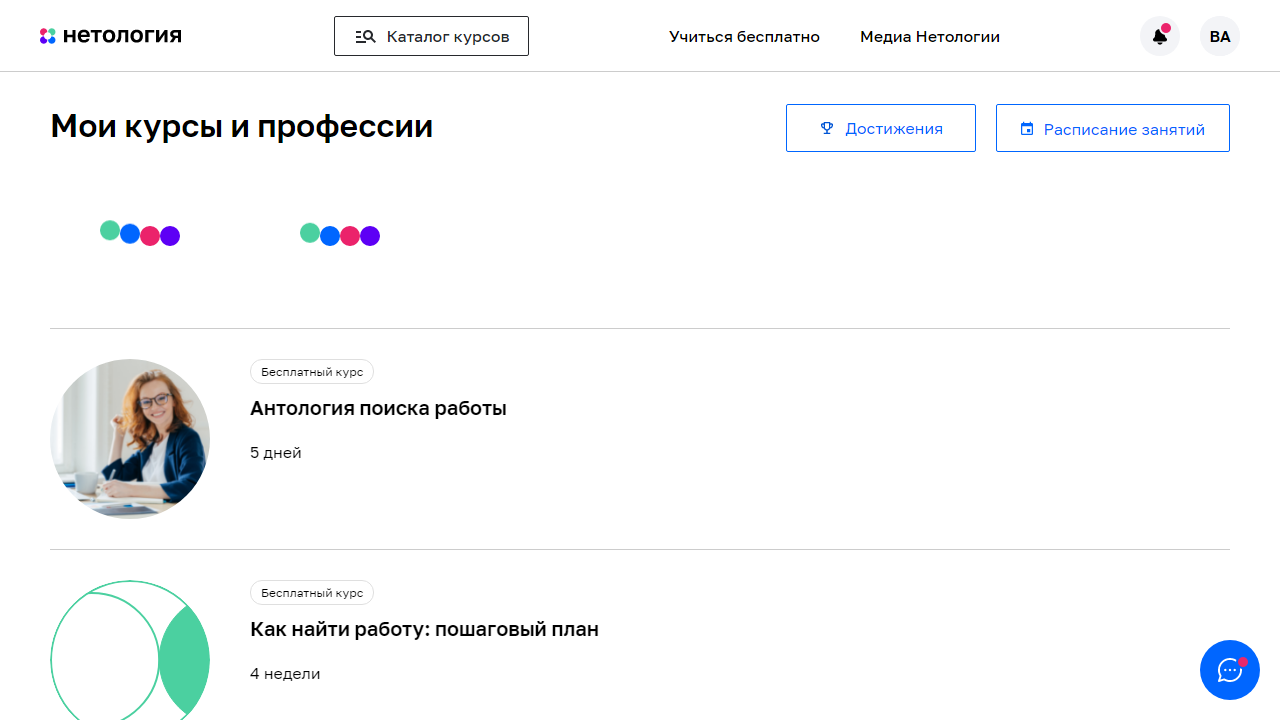 нетология
Каталог курсов
Учиться бесплатно
Медиа Нетологии
ВА
Мои курсы и профессии
Достижения
Расписание занятий
Бесплатный курс
Антология поиска работы
5 дней
Бесплатный курс
Как найти работу: пошаговый план
4 недели